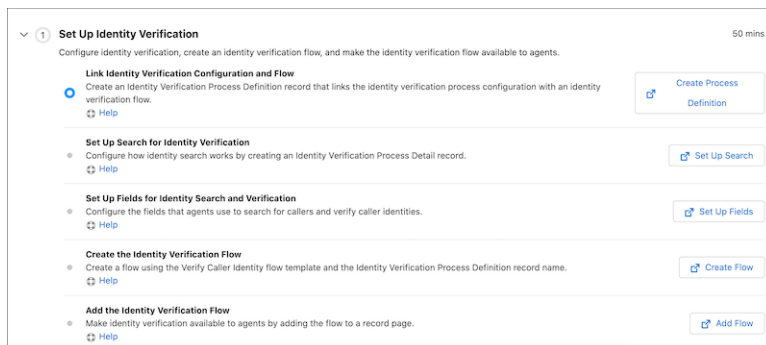 1 Set Up Identity Verification 50 mins
Configure identity verification, create an identity verification flow, and make the identity verification flow available to agents.
Link Identity Verification Configuration and Flow
Create an Identity Verification Process Definition record that links the identity verification process configuration with an identity
verification flow.
Help
Create Process
Definition
Set Up Search for Identity Verification
Configure how identity search works by creating an Identity Verification Process Detail record.
Help
Set Up Search
Set Up Fields for Identity Search and Verification
Configure the fields that agents use to search for callers and verify caller identities.
Help
Set Up Fields
Create the Identity Verification Flow
Create a flow using the Verify Caller Identity flow template and the Identity Verification Process Definition record name.
Help
Create Flow
Add the Identity Verification Flow
Make identity verification available to agents by adding the flow to a record page.
Help
Add Flow